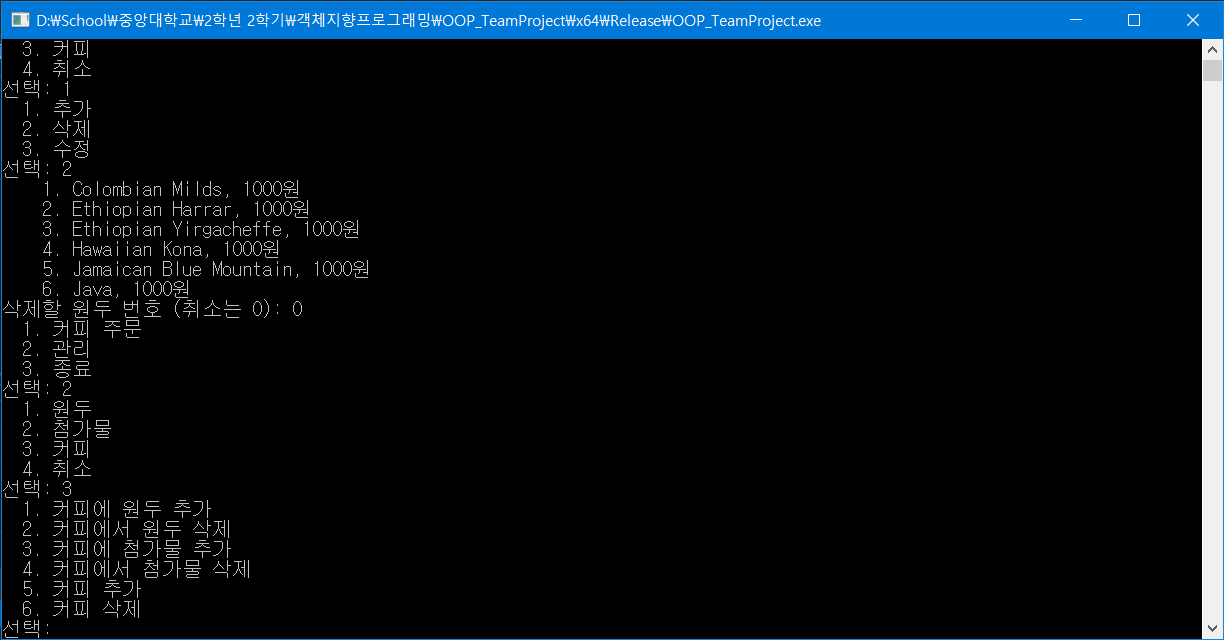 D:₩School₩중앙대학교₩2학년 2학기₩객체지향프로그래밍₩OOP_TeamProject₩x64₩Release₩OOP_TeamProject.exe
3. 커피
4. 취소
선택: 1
1. 추가
2. 삭제
3. 수정
선택: 2
1. Colombian Milds, 1000원
2. Ethiopian Harrar, 1000원
3. Ethiopian Yirgacheffe, 1000원
4. Hawaiian Kona, 1000원
5. Jamaican Blue Mountain, 1000원
6. Java, 1000원
삭제할 원두 번호 (취소는 0): 0
1. 커피 주문
2. 관리
3. 종료
선택: 2
1. 원두
2. 첨가물
3. 커피
4. 취소
선택: 3
1. 커피에 원두 추가
2. 커피에서 원두 삭제
3. 커피에 첨가물 추가
4. 커피에서 첨가물 삭제
5. 커피 추가
6. 커피 삭제
선택: